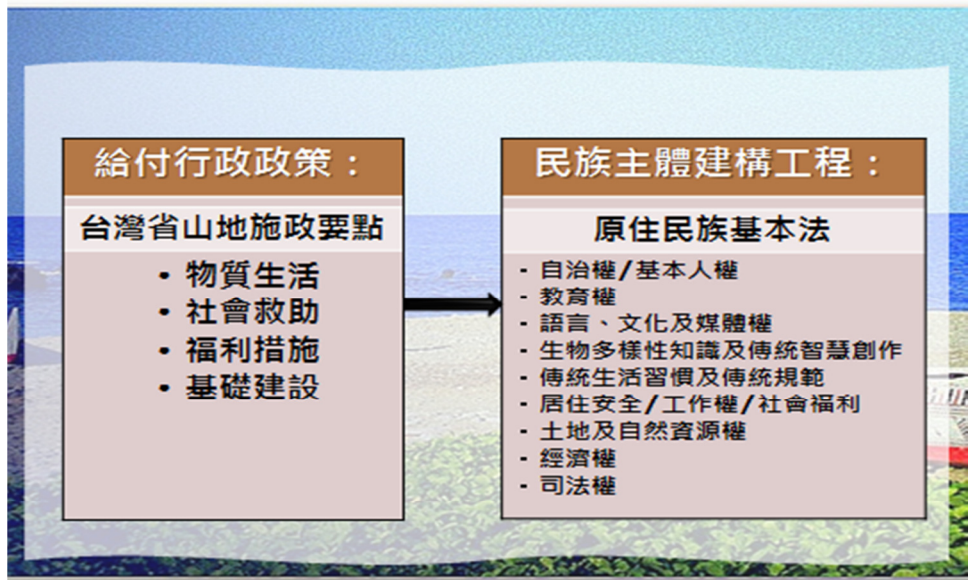 給付行政政策：
台灣省山地施政要點
• 物質生活
• 社會救助
• 福利措施
• 基礎建設
民族主體建構工程：
原住民族基本法
- 自治權/基本人權
- 教育權
- 語言、文化及媒體權
- 生物多樣性知識及傳統智慧創作
- 傳統生活習慣及傳統規範
- 居住安全/工作權/社會福利
- 土地及自然資源權
- 經濟權
- 司法權